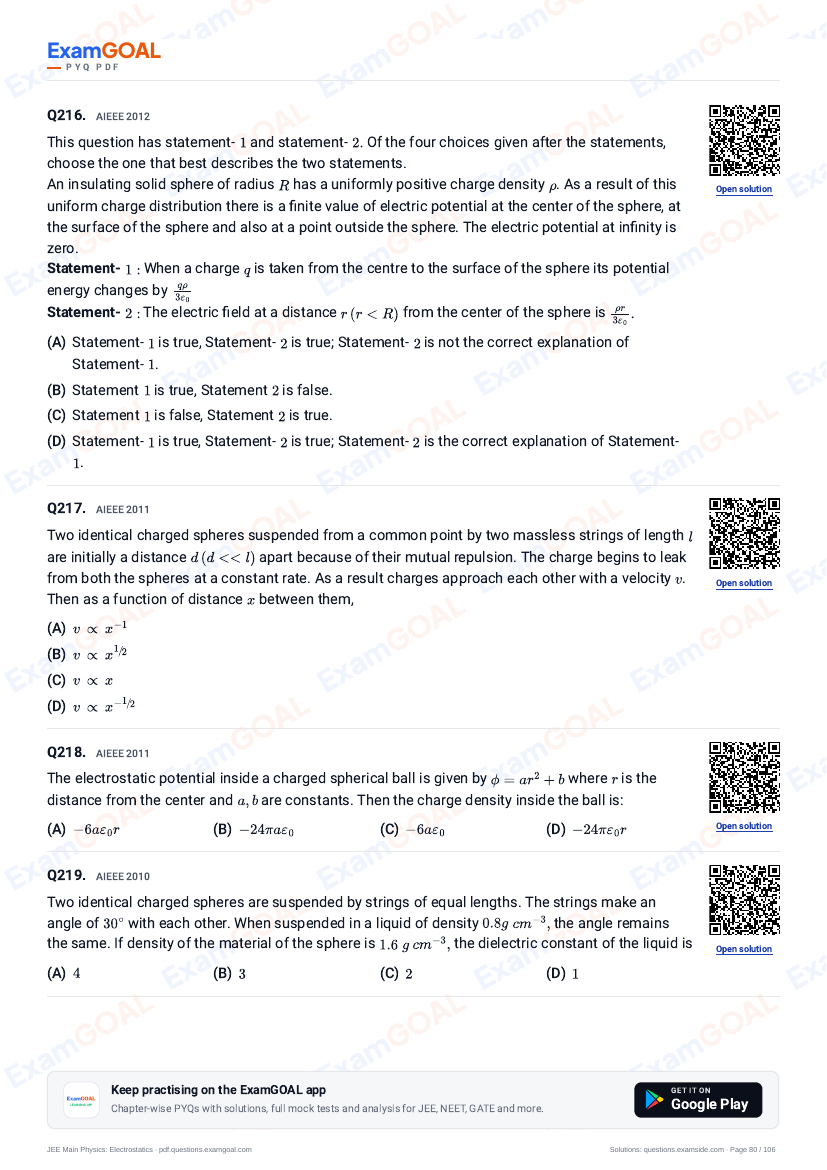 ExamGOAL
PYQ PDF
Q216. AIEEE 2012
This question has statement- 1 and statement- 2. Of the four choices given after the statements,
choose the one that best describes the two statements.
An insulating solid sphere of radius R has a uniformly positive charge density ρ. As a result of this
uniform charge distribution there is a finite value of electric potential at the center of the sphere, at
the surface of the sphere and also at a point outside the sphere. The electric potential at infinity is
zero.
Statement- 1 : When a charge q is taken from the centre to the surface of the sphere its potential
energy changes by qρ/3ε₀
Statement- 2 : The electric field at a distance r (r < R) from the center of the sphere is ρr/3ε₀.
(A) Statement- 1 is true, Statement- 2 is true; Statement- 2 is not the correct explanation of
Statement- 1.
(B) Statement 1 is true, Statement 2 is false.
(C) Statement 1 is false, Statement 2 is true.
(D) Statement- 1 is true, Statement- 2 is true; Statement- 2 is the correct explanation of Statement-
1.
Open solution
Q217. AIEEE 2011
Two identical charged spheres suspended from a common point by two massless strings of length l
are initially a distance d (d << l) apart because of their mutual repulsion. The charge begins to leak
from both the spheres at a constant rate. As a result charges approach each other with a velocity v.
Then as a function of distance x between them,
(A) v ∝ x⁻¹
(B) v ∝ x^1/2
(C) v ∝ x
(D) v ∝ x^−1/2
Open solution
Q218. AIEEE 2011
The electrostatic potential inside a charged spherical ball is given by ϕ = ar² + b where r is the
distance from the center and a, b are constants. Then the charge density inside the ball is:
(A) −6aε₀r (B) −24πaε₀ (C) −6aε₀ (D) −24πε₀r
Open solution
Q219. AIEEE 2010
Two identical charged spheres are suspended by strings of equal lengths. The strings make an
angle of 30° with each other. When suspended in a liquid of density 0.8g cm⁻³, the angle remains
the same. If density of the material of the sphere is 1.6 g cm⁻³, the dielectric constant of the liquid is
(A) 4 (B) 3 (C) 2 (D) 1
Open solution
Keep practising on the ExamGOAL app
Chapter-wise PYQs with solutions, full mock tests and analysis for JEE, NEET, GATE and more.
GET IT ON
Google Play
JEE Main Physics: Electrostatics · pdf.questions.examgoal.com Solutions: questions.examside.com · Page 80 / 106